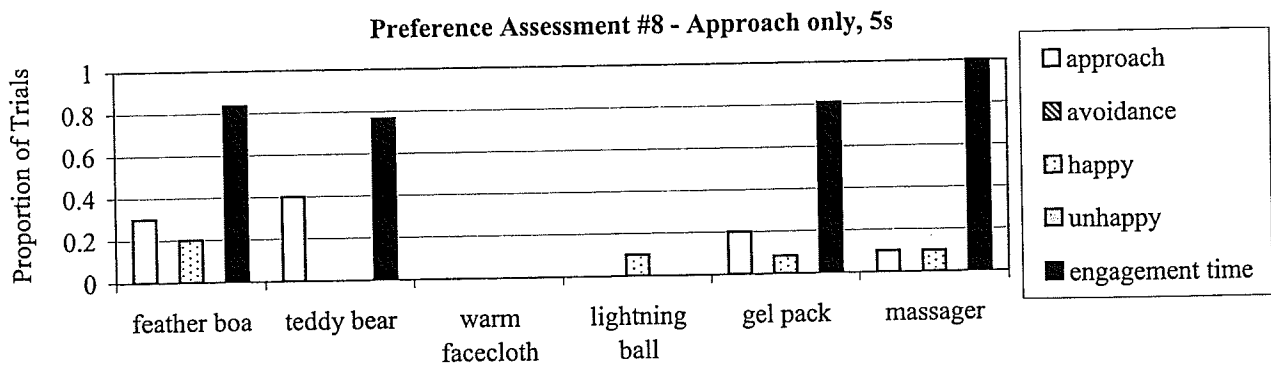 Preference Assessment #8 - Approach only, 5s
Proportion of Trials
1
0.8
0.6
0.4
0.2
0
feather boa
teddy bear
warm
facecloth
lightning
ball
gel pack
massager
approach
avoidance
happy
unhappy
engagement time